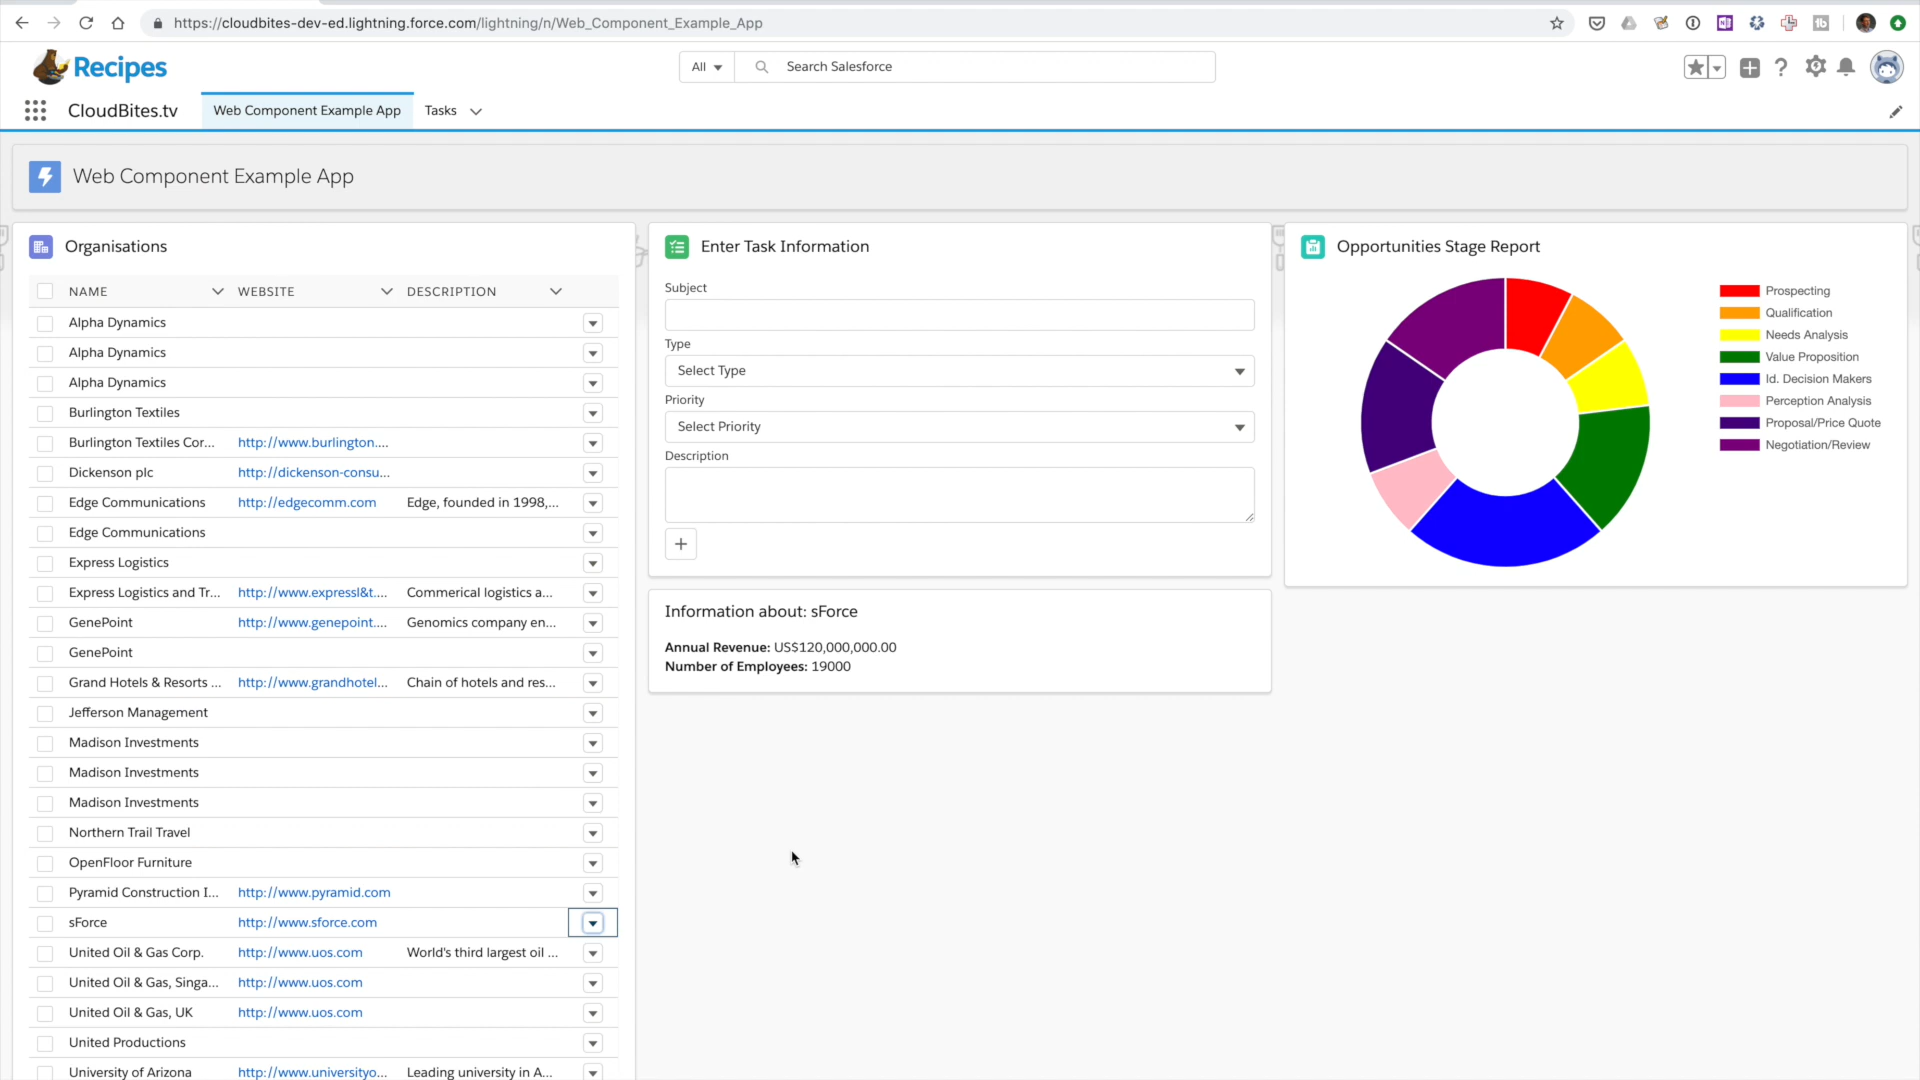 https://cloudbites-dev-ed.lightning.force.com/lightning/n/Web_Component_Example_App
Recipes
All
Search Salesforce
CloudBites.tv
Web Component Example App
Tasks
Web Component Example App
Organisations
NAME WEBSITE DESCRIPTION
Alpha Dynamics
Alpha Dynamics
Alpha Dynamics
Burlington Textiles
Burlington Textiles Cor... http://www.burlington....
Dickenson plc http://dickenson-consu...
Edge Communications http://edgecomm.com Edge, founded in 1998,...
Edge Communications
Express Logistics
Express Logistics and Tr... http://www.expressl&t.... Commerical logistics a...
GenePoint http://www.genepoint.... Genomics company en...
GenePoint
Grand Hotels & Resorts ... http://www.grandhotel... Chain of hotels and res...
Jefferson Management
Madison Investments
Madison Investments
Madison Investments
Northern Trail Travel
OpenFloor Furniture
Pyramid Construction I... http://www.pyramid.com
sForce http://www.sforce.com
United Oil & Gas Corp. http://www.uos.com World's third largest oil ...
United Oil & Gas, Singa... http://www.uos.com
United Oil & Gas, UK http://www.uos.com
United Productions
University of Arizona http://www.universityo... Leading university in A...
Enter Task Information
Subject
Type
Select Type
Priority
Select Priority
Description
Information about: sForce
Annual Revenue: US$120,000,000.00
Number of Employees: 19000
Opportunities Stage Report
Prospecting
Qualification
Needs Analysis
Value Proposition
Id. Decision Makers
Perception Analysis
Proposal/Price Quote
Negotiation/Review